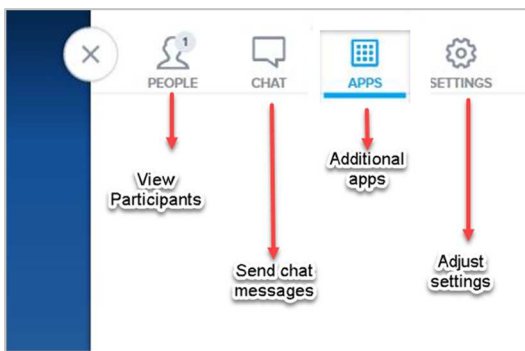 1
PEOPLE
CHAT
APPS
SETTINGS
View
Participants
Send chat
messages
Additional
apps
Adjust
settings